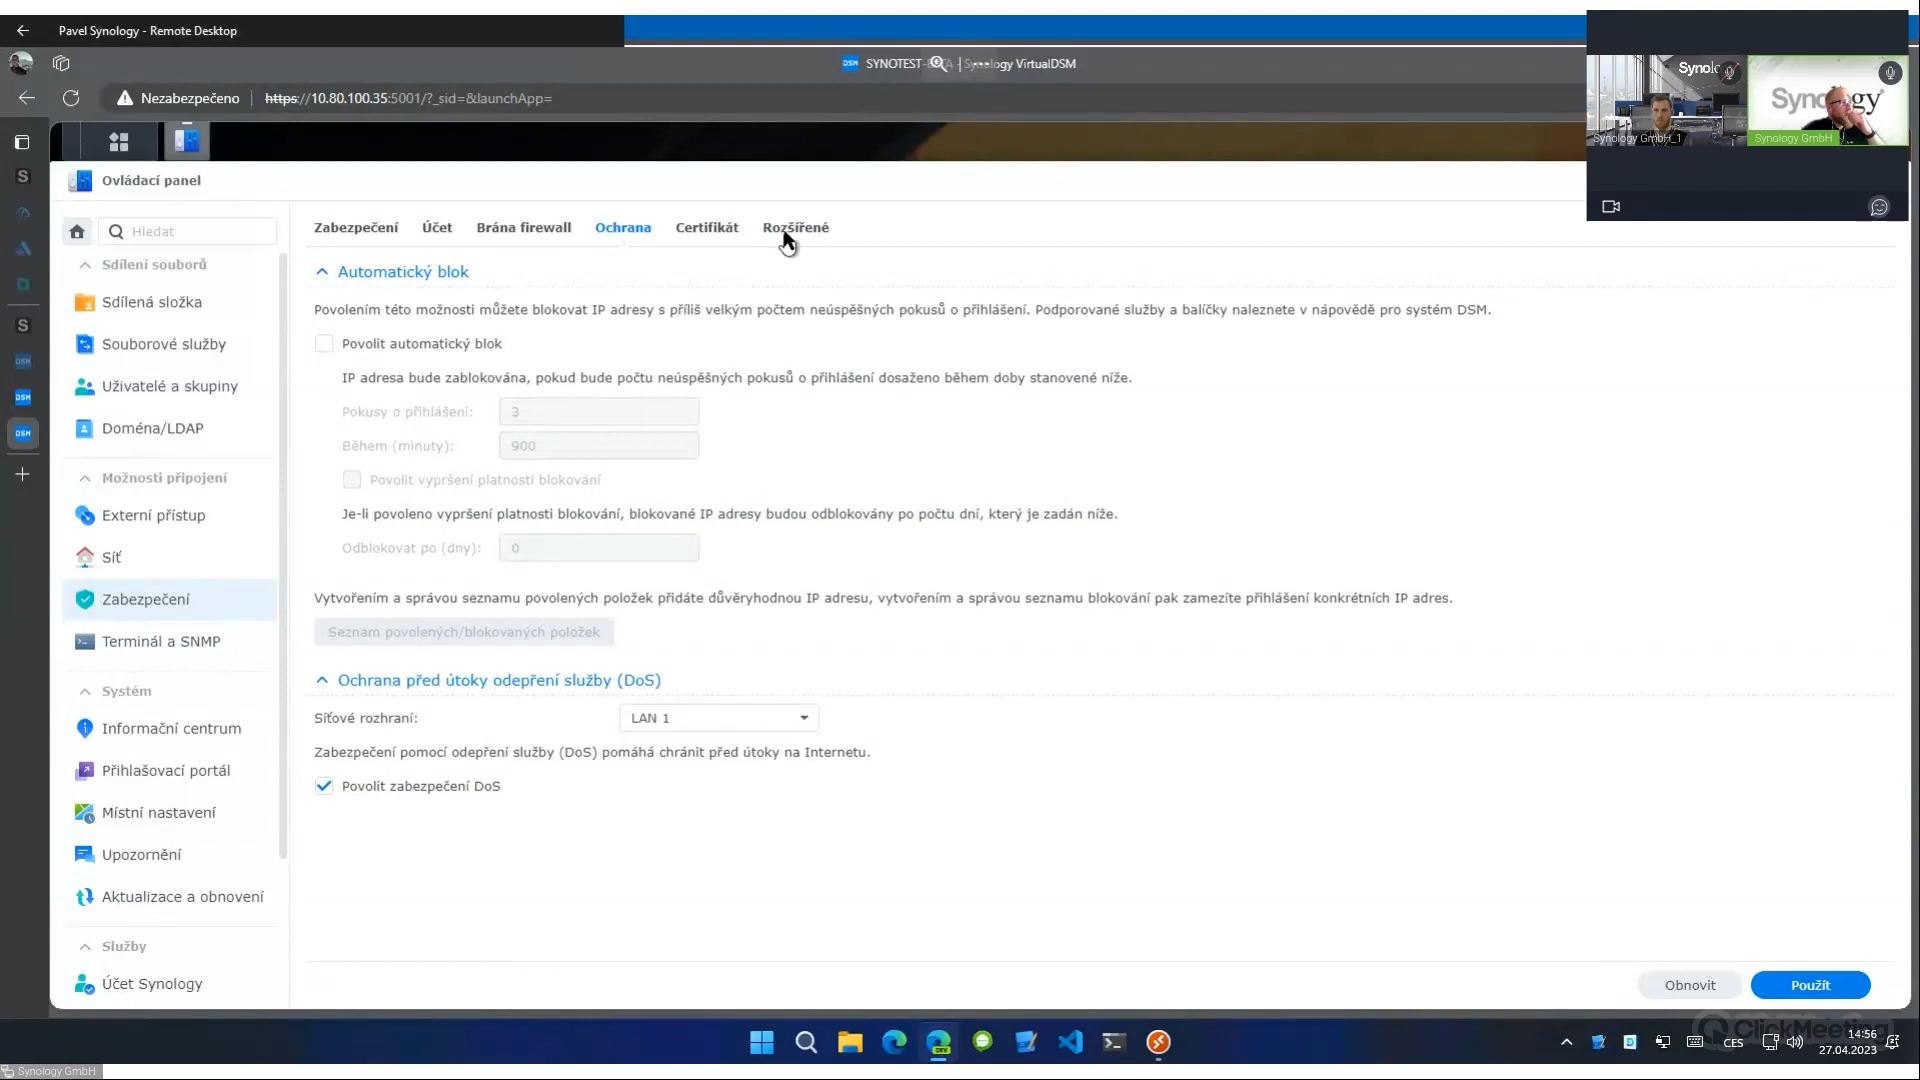 Pavel Synology - Remote Desktop
SYNOTEST- | ogy VirtualDSM
Nezabezpečeno https://10.80.100.35:5001/?_sid=&launchApp=
Synology
Synology GmbH_1
Synology GmbH
Ovládací panel
Hledat
Sdílení souborů
Sdílená složka
Souborové služby
Uživatelé a skupiny
Doména/LDAP
Možnosti připojení
Externí přístup
Síť
Zabezpečení
Terminál a SNMP
Systém
Informační centrum
Přihlašovací portál
Místní nastavení
Upozornění
Aktualizace a obnovení
Služby
Účet Synology
Zabezpečení Účet Brána firewall Ochrana Certifikát Rozšířené
Automatický blok
Povolením této možnosti můžete blokovat IP adresy s příliš velkým počtem neúspěšných pokusů o přihlášení. Podporované služby a balíčky naleznete v nápovědě pro systém DSM.
Povolit automatický blok
IP adresa bude zablokována, pokud bude počtu neúspěšných pokusů o přihlášení dosaženo během doby stanovené níže.
Pokusy o přihlášení: 3
Během (minuty): 900
Povolit vypršení platnosti blokování
Je-li povoleno vypršení platnosti blokování, blokované IP adresy budou odblokovány po počtu dní, který je zadán níže.
Odblokovat po (dny): 0
Vytvořením a správou seznamu povolených položek přidáte důvěryhodnou IP adresu, vytvořením a správou seznamu blokování pak zamezíte přihlášení konkrétních IP adres.
Seznam povolených/blokovaných položek
Ochrana před útoky odepření služby (DoS)
Síťové rozhraní: LAN 1
Zabezpečení pomocí odepření služby (DoS) pomáhá chránit před útoky na Internetu.
Povolit zabezpečení DoS
Obnovit Použít
ClickMeeting
CES
14:56
27.04.2023
Synology GmbH